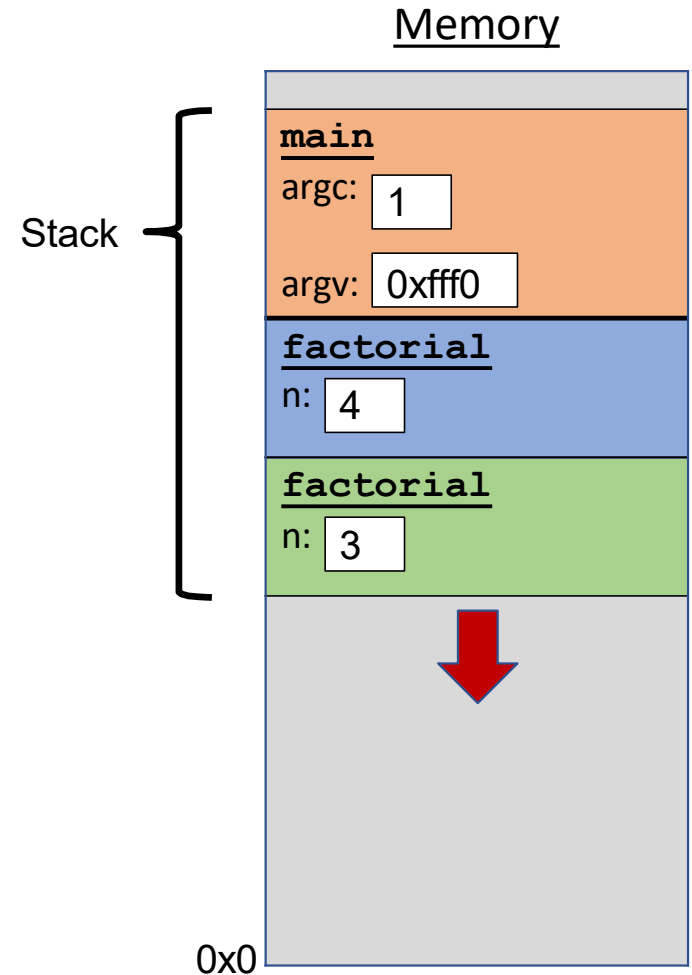 Memory
main
argc: 1
Stack
argv: 0xfff0
factorial
n: 4
factorial
n: 3
0x0